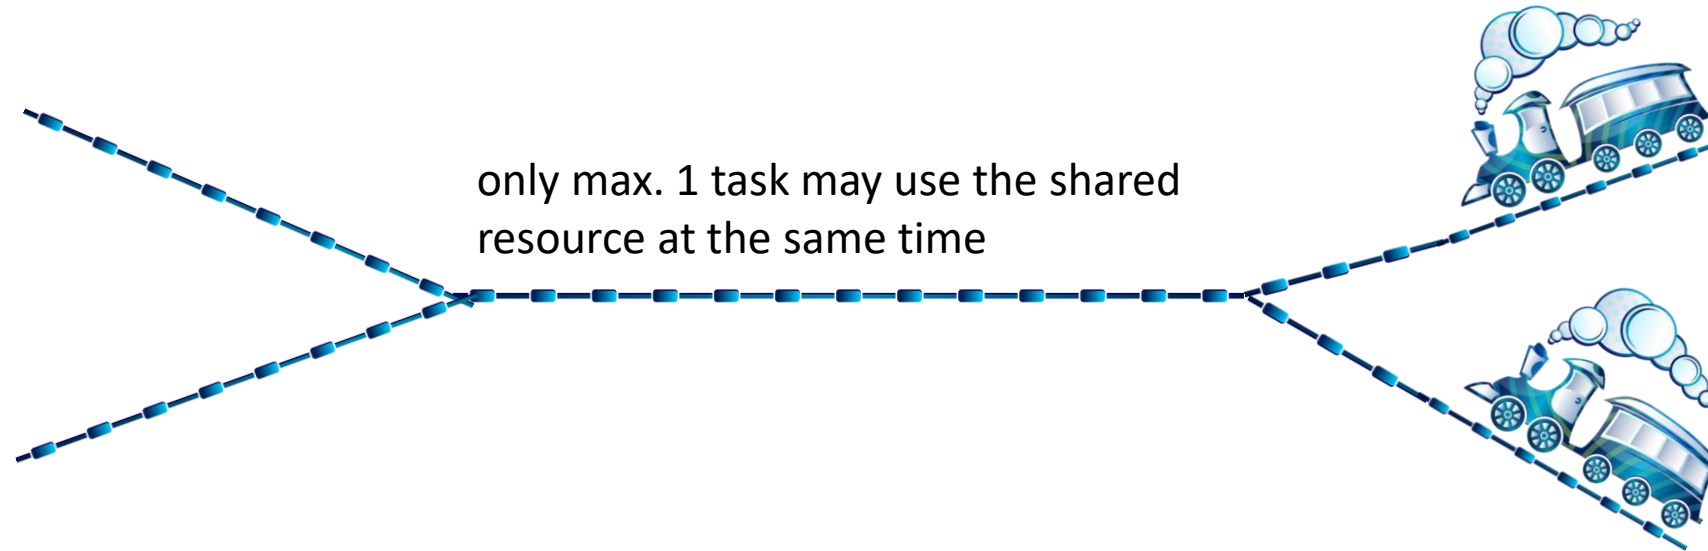 only max. 1 task may use the shared
resource at the same time